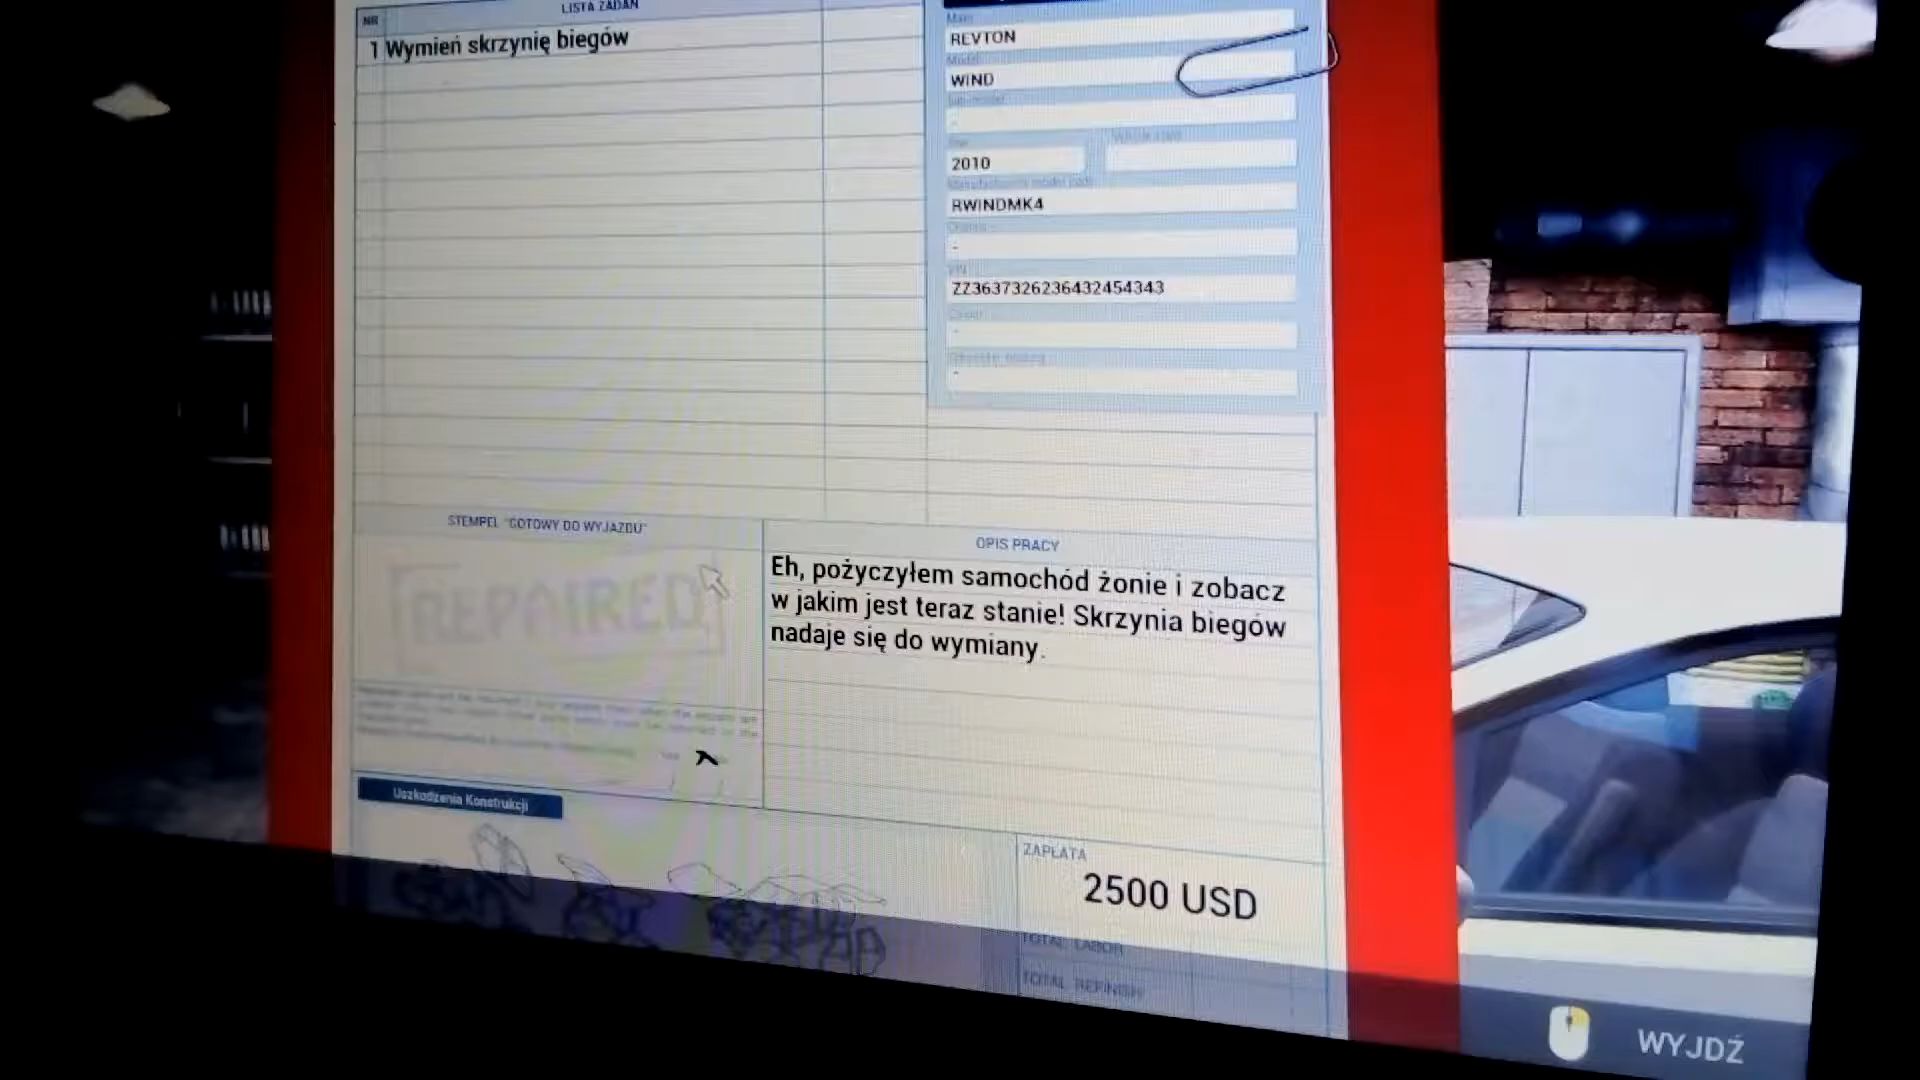 NR
LISTA ZADAŃ
1 Wymień skrzynię biegów
REVTON
WIND
-
2010
RWINDMK4
-
ZZ3637326236432454343
-
-
STEMPEL "GOTOWY DO WYJAZDU"
REPAIRED
OPIS PRACY
Eh, pożyczyłem samochód żonie i zobacz
w jakim jest teraz stanie! Skrzynia biegów
nadaje się do wymiany.
Uszkodzenia Konstrukcji
ZAPŁATA
2500 USD
TOTAL LABOR
TOTAL REFINISH
WYJDŹ